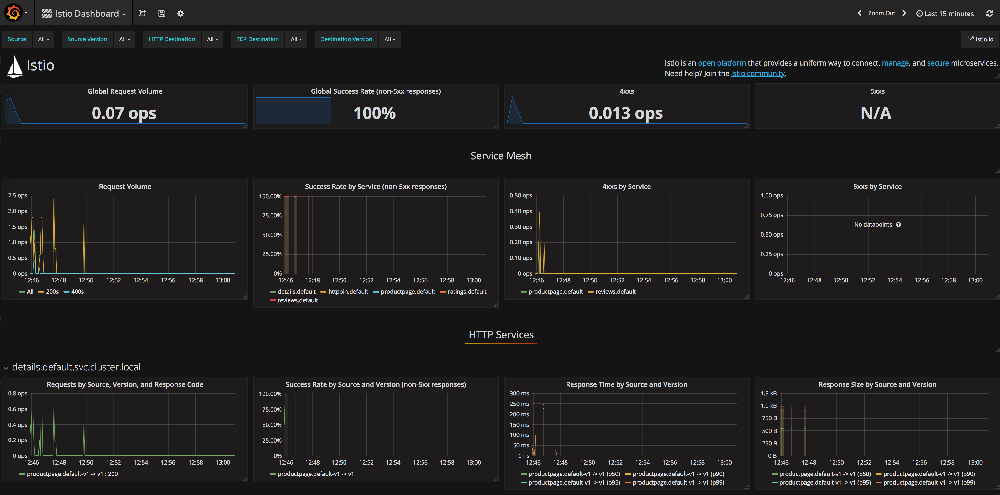 Istio Dashboard
Zoom Out
Last 15 minutes
Source All Source Version All HTTP Destination All TCP Destination All Destination Version All istio.io
Istio
Istio is an open platform that provides a uniform way to connect, manage, and secure microservices.
Need help? Join the Istio community.
Global Request Volume
0.07 ops
Global Success Rate (non-5xx responses)
100%
4xxs
0.013 ops
5xxs
N/A
Service Mesh
Request Volume
2.5 ops
2.0 ops
1.5 ops
1.0 ops
0.5 ops
0 ops
12:46 12:48 12:50 12:52 12:54 12:56 12:58 13:00
All 200s 400s
Success Rate by Service (non-5xx responses)
100.00%
75.00%
50.00%
25.00%
0%
12:46 12:48 12:50 12:52 12:54 12:56 12:58 13:00
details.default httpbin.default productpage.default ratings.default
reviews.default
4xxs by Service
0.50 ops
0.40 ops
0.30 ops
0.20 ops
0.10 ops
0 ops
12:46 12:48 12:50 12:52 12:54 12:56 12:58 13:00
productpage.default reviews.default
5xxs by Service
1.00 ops
0.75 ops
No datapoints
0.50 ops
0.25 ops
0 ops
12:46 12:48 12:50 12:52 12:54 12:56 12:58 13:00
HTTP Services
details.default.svc.cluster.local
Requests by Source, Version, and Response Code
0.8 ops
0.6 ops
0.4 ops
0.2 ops
0 ops
12:46 12:48 12:50 12:52 12:54 12:56 12:58 13:00
productpage.default-v1 -> v1 : 200
Success Rate by Source and Version (non-5xx responses)
100.00%
75.00%
50.00%
25.00%
0%
12:46 12:48 12:50 12:52 12:54 12:56 12:58 13:00
productpage.default-v1 -> v1
Response Time by Source and Version
300 ms
250 ms
200 ms
150 ms
100 ms
50 ms
0 ns
12:46 12:48 12:50 12:52 12:54 12:56 12:58 13:00
productpage.default-v1 -> v1 (p50) productpage.default-v1 -> v1 (p90)
productpage.default-v1 -> v1 (p95) productpage.default-v1 -> v1 (p99)
Response Size by Source and Version
1.3 kB
1.0 kB
750 B
500 B
250 B
0 B
12:46 12:48 12:50 12:52 12:54 12:56 12:58 13:00
productpage.default-v1 -> v1 (p50) productpage.default-v1 -> v1 (p90)
productpage.default-v1 -> v1 (p95) productpage.default-v1 -> v1 (p99)